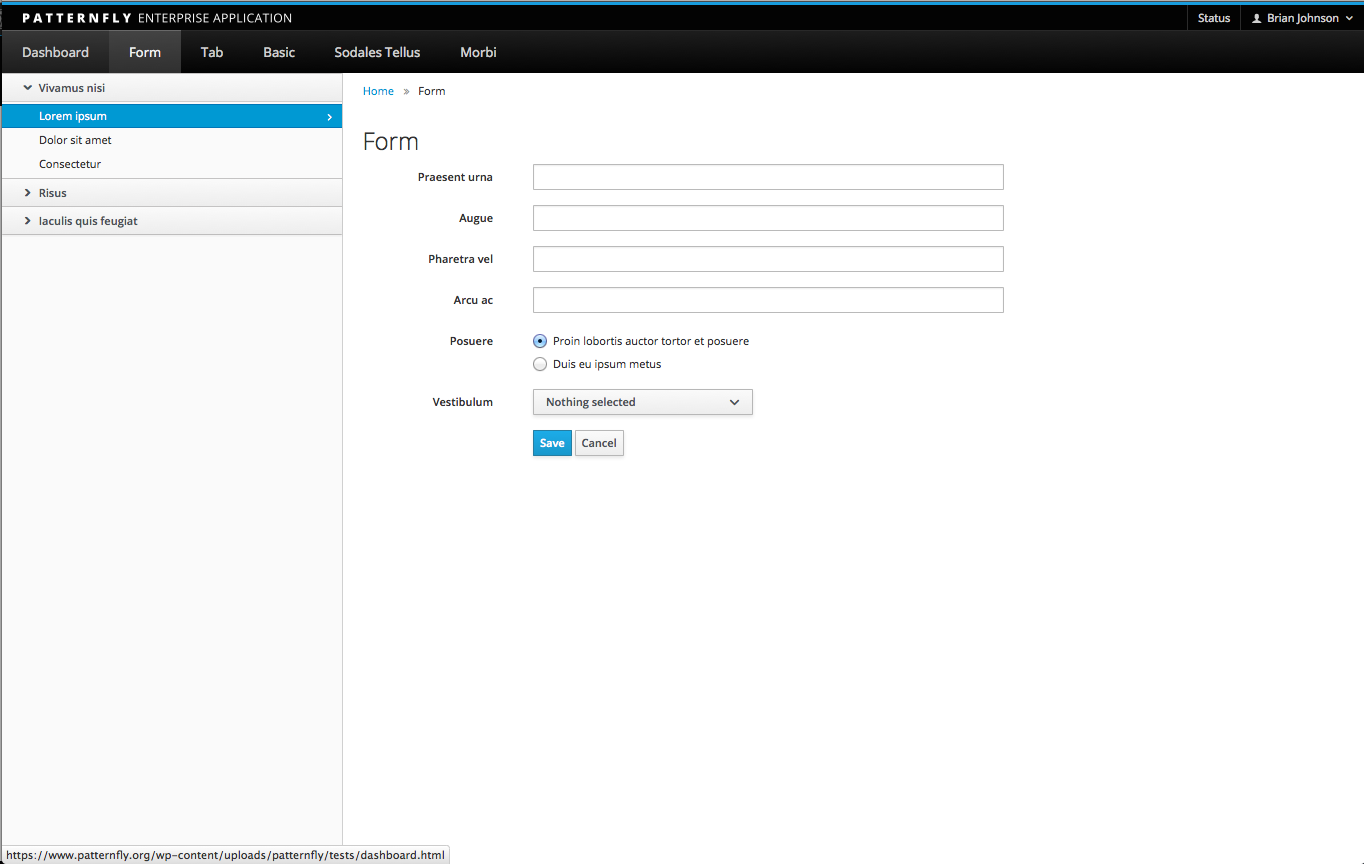 PATTERNFLY ENTERPRISE APPLICATION
Status
Brian Johnson
Dashboard Form Tab Basic Sodales Tellus Morbi
Vivamus nisi
Lorem ipsum
Dolor sit amet
Consectetur
Risus
Iaculis quis feugiat
Home » Form
Form
Praesent urna
Augue
Pharetra vel
Arcu ac
Posuere
Proin lobortis auctor tortor et posuere
Duis eu ipsum metus
Vestibulum
Nothing selected
Save Cancel
https://www.patternfly.org/wp-content/uploads/patternfly/tests/dashboard.html